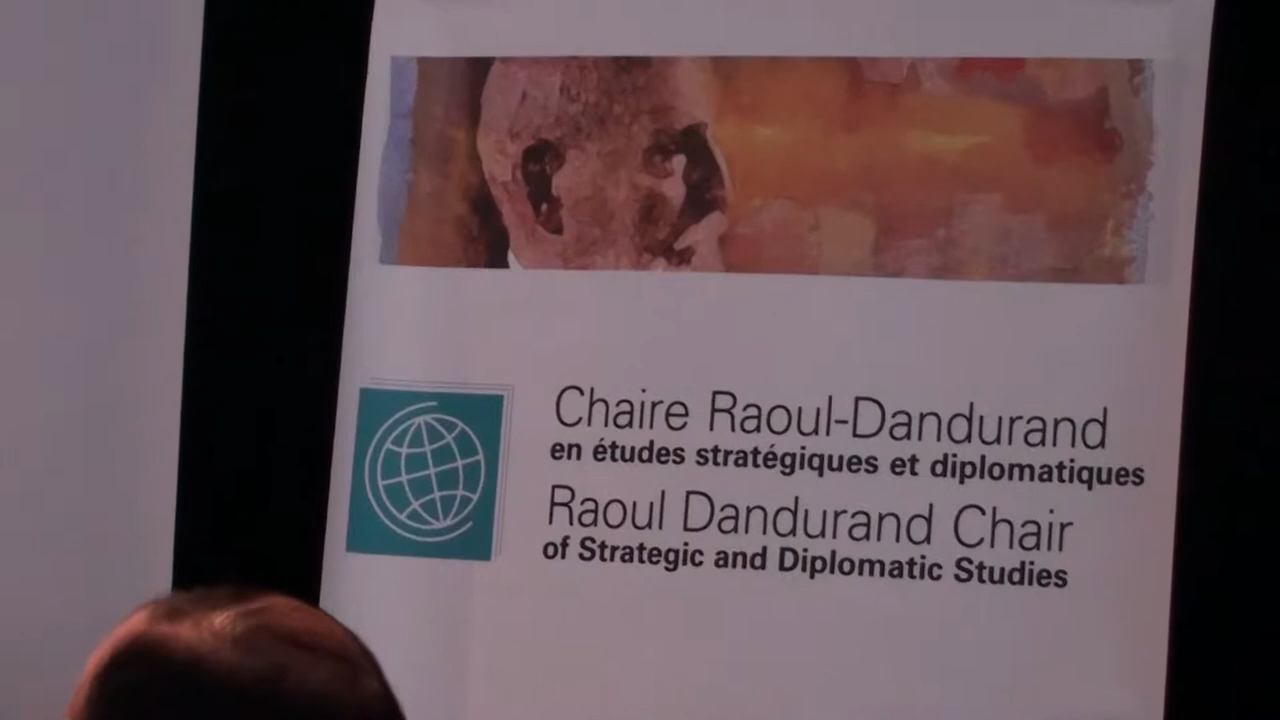 Chaire Raoul-Dandurand
en études stratégiques et diplomatiques
Raoul Dandurand Chair
of Strategic and Diplomatic Studies